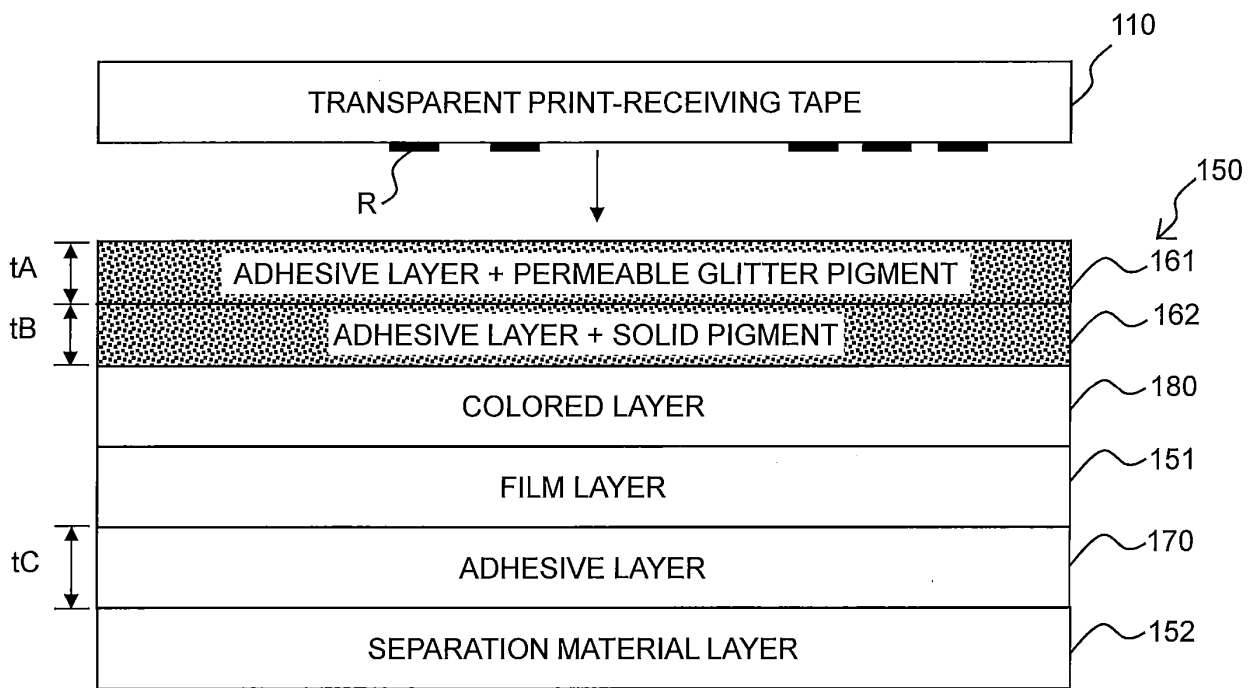 110
TRANSPARENT PRINT-RECEIVING TAPE
R
150
tA
ADHESIVE LAYER + PERMEABLE GLITTER PIGMENT
161
tB
ADHESIVE LAYER + SOLID PIGMENT
162
COLORED LAYER
180
FILM LAYER
151
tC
ADHESIVE LAYER
170
SEPARATION MATERIAL LAYER
152